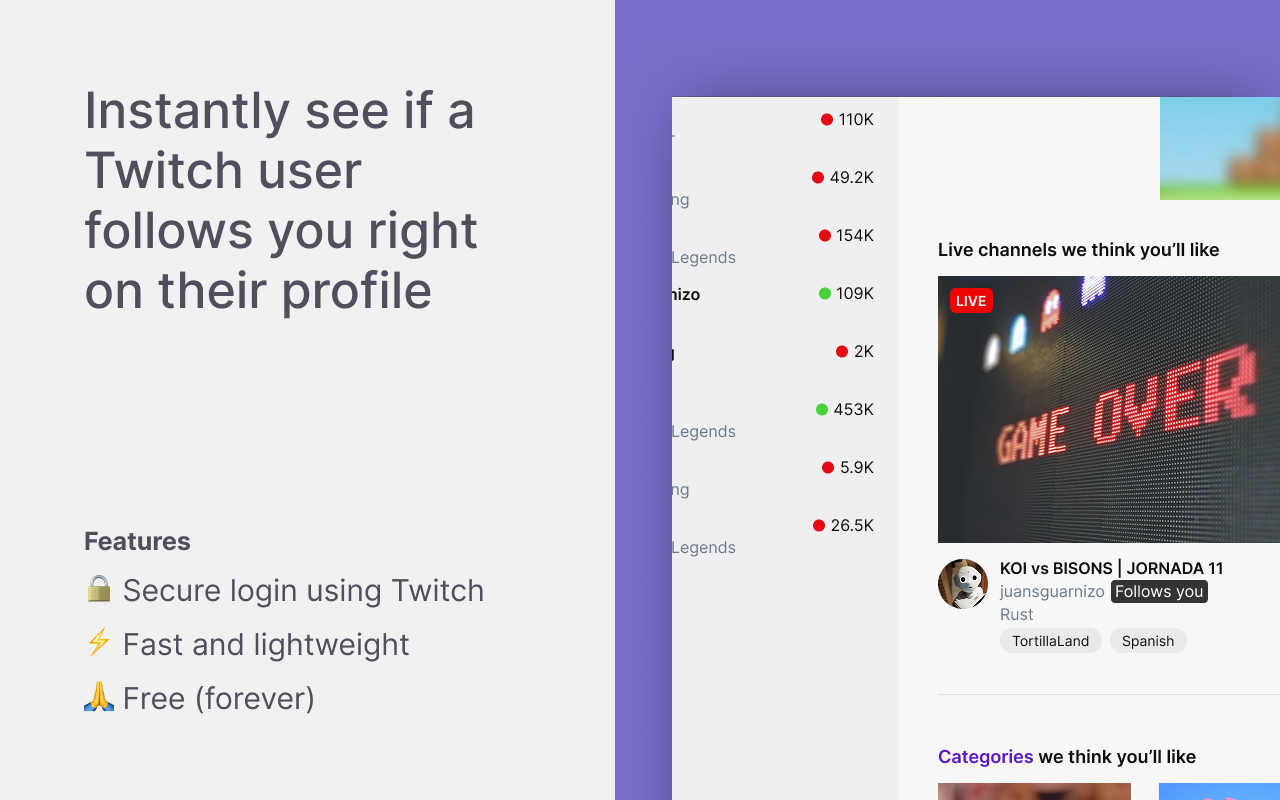 Instantly see if a
Twitch user
follows you right
on their profile
Features
🔒 Secure login using Twitch
⚡ Fast and lightweight
🙏 Free (forever)
110K
49.2K
ng
154K
Legends
nizo 109K
2K
453K
Legends
5.9K
ng
26.5K
Legends
Live channels we think you’ll like
LIVE
GAME OVER
KOI vs BISONS | JORNADA 11
juansguarnizo Follows you
Rust
TortillaLand Spanish
Categories we think you’ll like